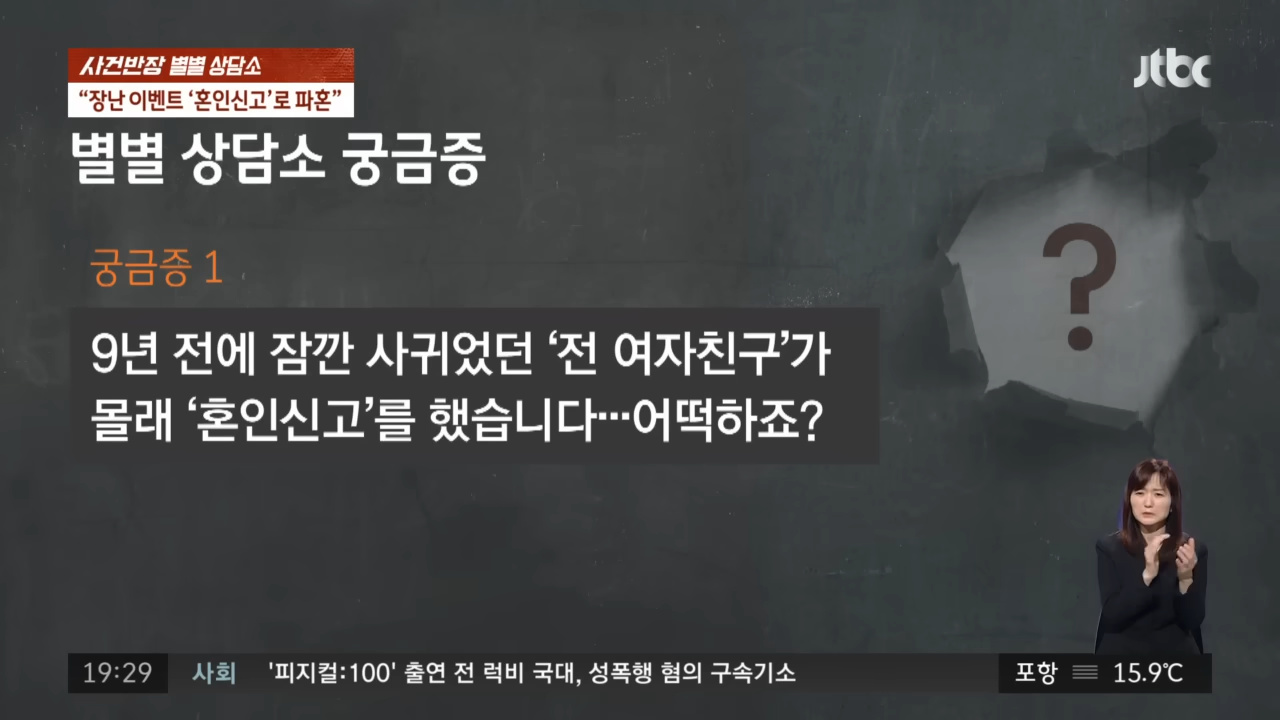 사건반장 별별 상담소
“장난 이벤트 ‘혼인신고’로 파혼”
jtbc
별별 상담소 궁금증
궁금증 1
?
9년 전에 잠깐 사귀었던 ‘전 여자친구’가
몰래 ‘혼인신고’를 했습니다…어떡하죠?
19:29 사회 '피지컬:100' 출연 전 럭비 국대, 성폭행 혐의 구속기소 포항 15.9℃